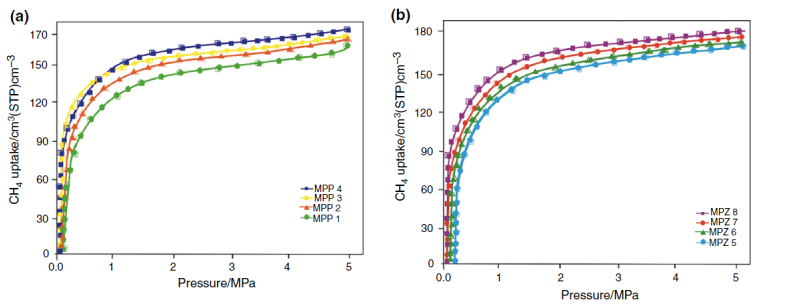 (a)
CH4 uptake/cm³(STP)cm−3
170
150
120
90
60
30
0
0.0 1 2 3 4 5
Pressure/MPa
MPP 4
MPP 3
MPP 2
MPP 1
(b)
CH4 uptake/cm³(STP)cm−3
180
150
120
90
60
30
0
0.0 1 2 3 4 5
Pressure/MPa
MPZ 8
MPZ 7
MPZ 6
MPZ 5